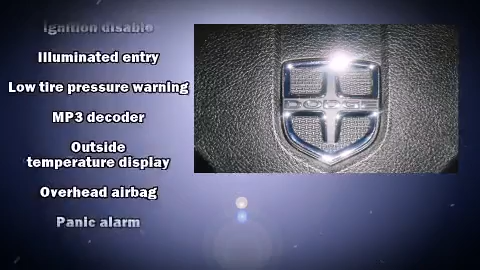 Ignition disable
Illuminated entry
Low tire pressure warning
MP3 decoder
Outside
temperature display
Overhead airbag
Panic alarm
DODGE